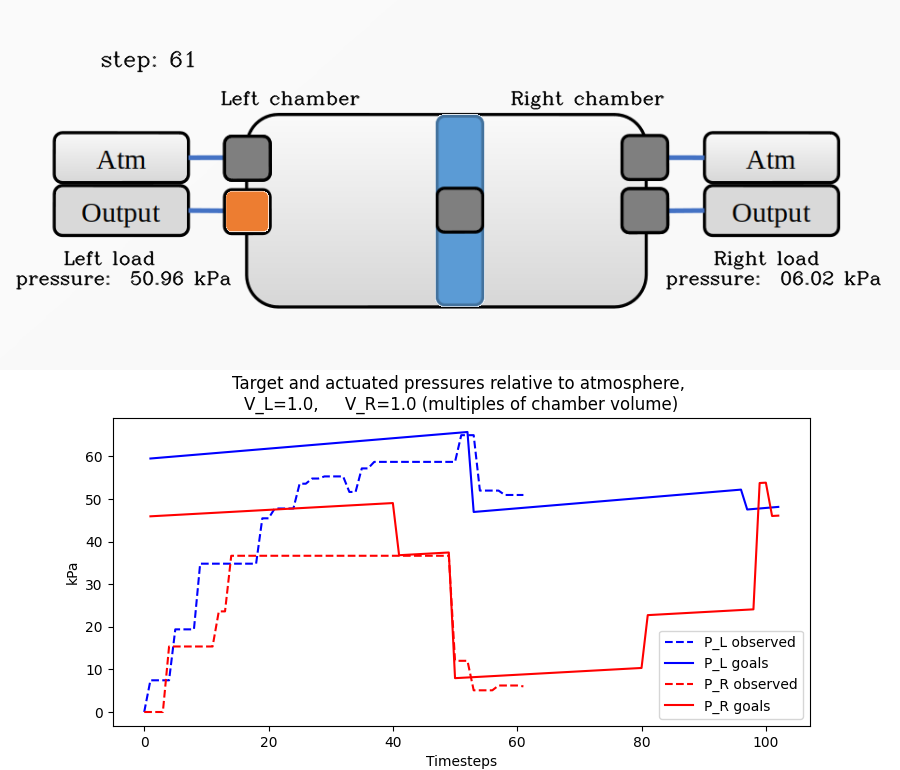 step: 61
Left chamber
Right chamber
Atm
Atm
Output
Output
Left load
pressure: 50.96 kPa
Right load
pressure: 06.02 kPa
Target and actuated pressures relative to atmosphere,
V_L=1.0, V_R=1.0 (multiples of chamber volume)
kPa
60
50
40
30
20
10
0
P_L observed
P_L goals
P_R observed
P_R goals
0 20 40 60 80 100
Timesteps